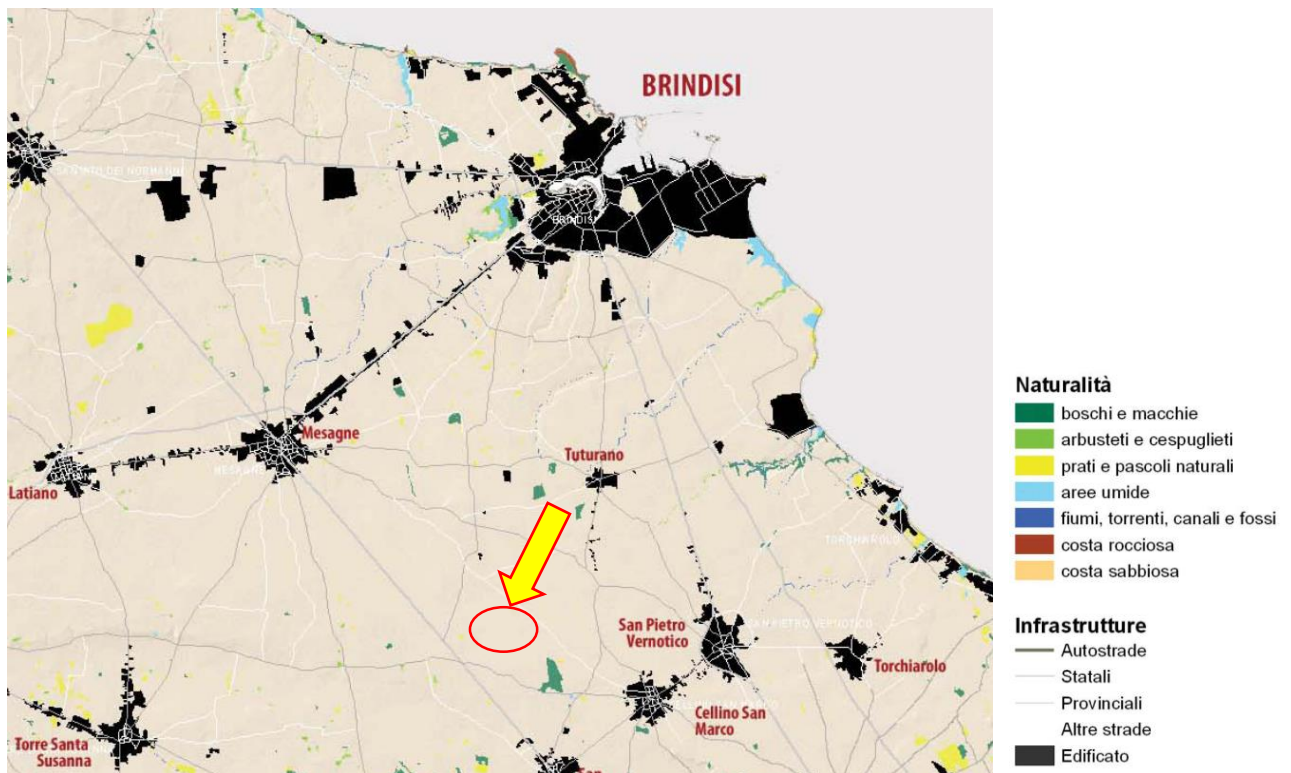 BRINDISI
SAN VITO DEI NORMANNI
BRINDISI
Mesagne
MESAGNE
Latiano
Tuturano
TORCHIAROLO
San Pietro
Vernotico
SAN PIETRO VERNOTICO
Torchiarolo
Cellino San
Marco
Torre Santa
Susanna
San
Naturalità
boschi e macchie
arbusteti e cespuglieti
prati e pascoli naturali
aree umide
fiumi, torrenti, canali e fossi
costa rocciosa
costa sabbiosa
Infrastrutture
Autostrade
Statali
Provinciali
Altre strade
Edificato